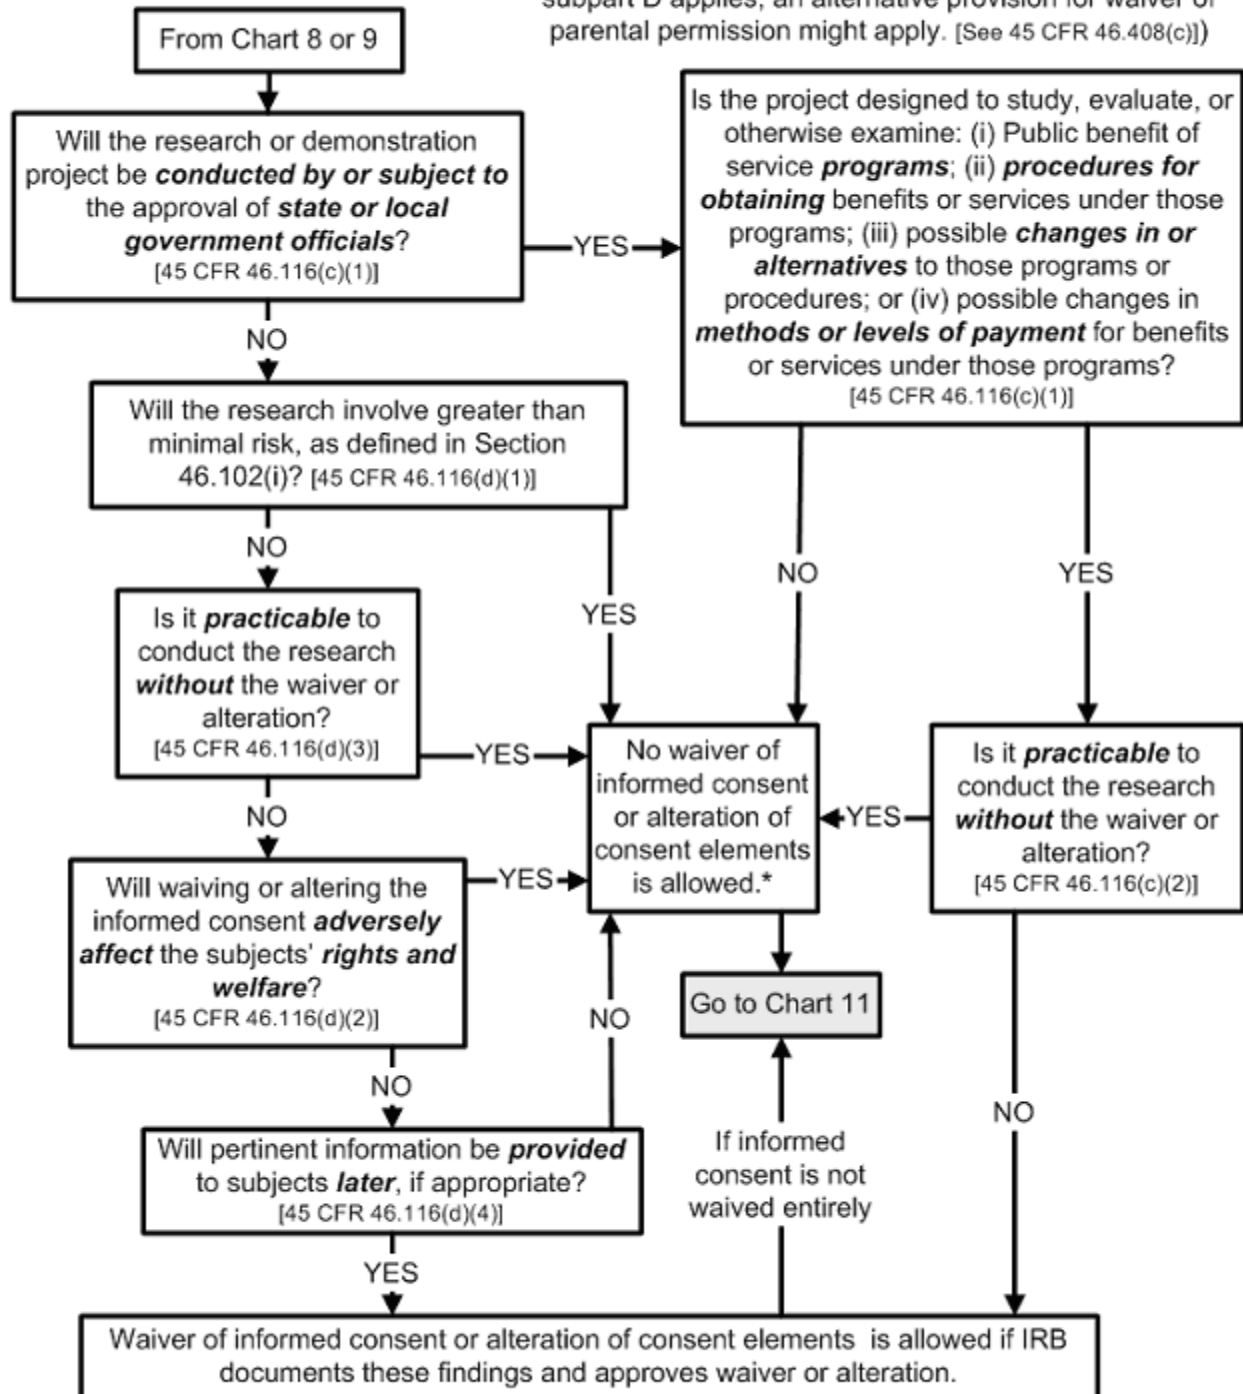 subpart D applies, an alternative provision for waiver of
parental permission might apply. [See 45 CFR 46.408(c)])
From Chart 8 or 9
Will the research or demonstration
project be conducted by or subject to
the approval of state or local
government officials?
[45 CFR 46.116(c)(1)]
YES
Is the project designed to study, evaluate, or
otherwise examine: (i) Public benefit of
service programs; (ii) procedures for
obtaining benefits or services under those
programs; (iii) possible changes in or
alternatives to those programs or
procedures; or (iv) possible changes in
methods or levels of payment for benefits
or services under those programs?
[45 CFR 46.116(c)(1)]
NO
Will the research involve greater than
minimal risk, as defined in Section
46.102(i)? [45 CFR 46.116(d)(1)]
NO
YES
NO
YES
Is it practicable to
conduct the research
without the waiver or
alteration?
[45 CFR 46.116(d)(3)]
YES
No waiver of
informed consent
or alteration of
consent elements
is allowed.*
YES
Is it practicable to
conduct the research
without the waiver or
alteration?
[45 CFR 46.116(c)(2)]
NO
Will waiving or altering the
informed consent adversely
affect the subjects' rights and
welfare?
[45 CFR 46.116(d)(2)]
YES
NO
Go to Chart 11
NO
NO
Will pertinent information be provided
to subjects later, if appropriate?
[45 CFR 46.116(d)(4)]
If informed
consent is not
waived entirely
YES
Waiver of informed consent or alteration of consent elements is allowed if IRB
documents these findings and approves waiver or alteration.